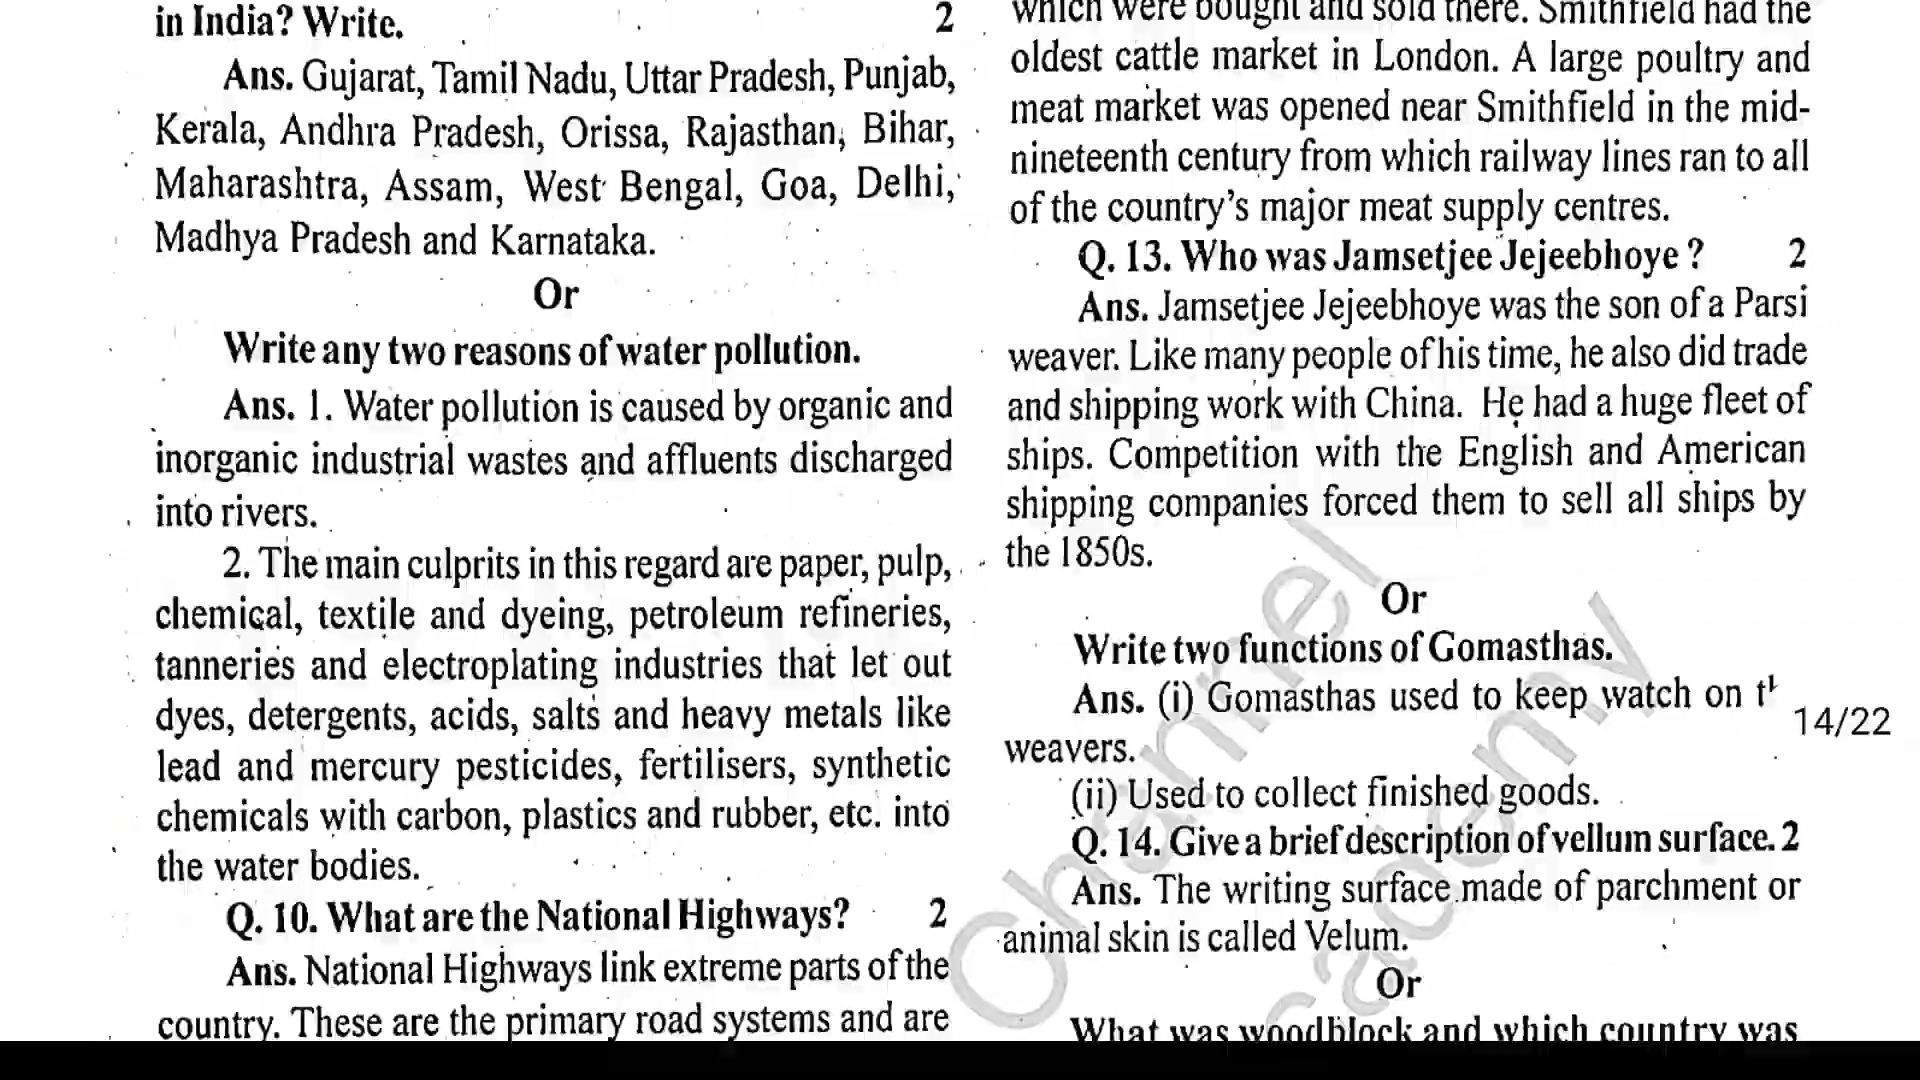 in India? Write. 2
Ans. Gujarat, Tamil Nadu, Uttar Pradesh, Punjab,
Kerala, Andhra Pradesh, Orissa, Rajasthan, Bihar,
Maharashtra, Assam, West Bengal, Goa, Delhi,
Madhya Pradesh and Karnataka.
Or
Write any two reasons of water pollution.
Ans. 1. Water pollution is caused by organic and
inorganic industrial wastes and affluents discharged
into rivers.
2. The main culprits in this regard are paper, pulp,
chemical, textile and dyeing, petroleum refineries,
tanneries and electroplating industries that let out
dyes, detergents, acids, salts and heavy metals like
lead and mercury pesticides, fertilisers, synthetic
chemicals with carbon, plastics and rubber, etc. into
the water bodies.
Q. 10. What are the National Highways? 2
Ans. National Highways link extreme parts of the
country. These are the primary road systems and are
which were bought and sold there. Smithfield had the
oldest cattle market in London. A large poultry and
meat market was opened near Smithfield in the mid-
nineteenth century from which railway lines ran to all
of the country's major meat supply centres.
Q. 13. Who was Jamsetjee Jejeebhoye ? 2
Ans. Jamsetjee Jejeebhoye was the son of a Parsi
weaver. Like many people of his time, he also did trade
and shipping work with China. He had a huge fleet of
ships. Competition with the English and American
shipping companies forced them to sell all ships by
the 1850s.
Or
Write two functions of Gomasthas.
Ans. (i) Gomasthas used to keep watch on
weavers.
(ii) Used to collect finished goods.
Q. 14. Give a brief description of vellum surface. 2
Ans. The writing surface made of parchment or
animal skin is called Velum.
Or
What was woodblock and which country was
14/22
Channel